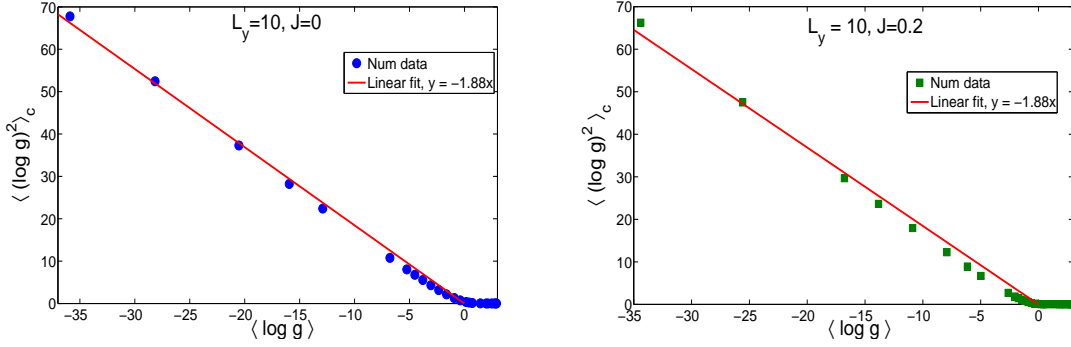 L_y=10, J=0
Num data
Linear fit, y = −1.88x
⟨ (log g)^2 ⟩_c
70
60
50
40
30
20
10
0
−35 −30 −25 −20 −15 −10 −5 0
⟨ log g ⟩
L_y = 10, J=0.2
Num data
Linear fit, y = −1.88x
⟨ (log g)^2 ⟩_c
70
60
50
40
30
20
10
0
−35 −30 −25 −20 −15 −10 −5 0
⟨ log g ⟩